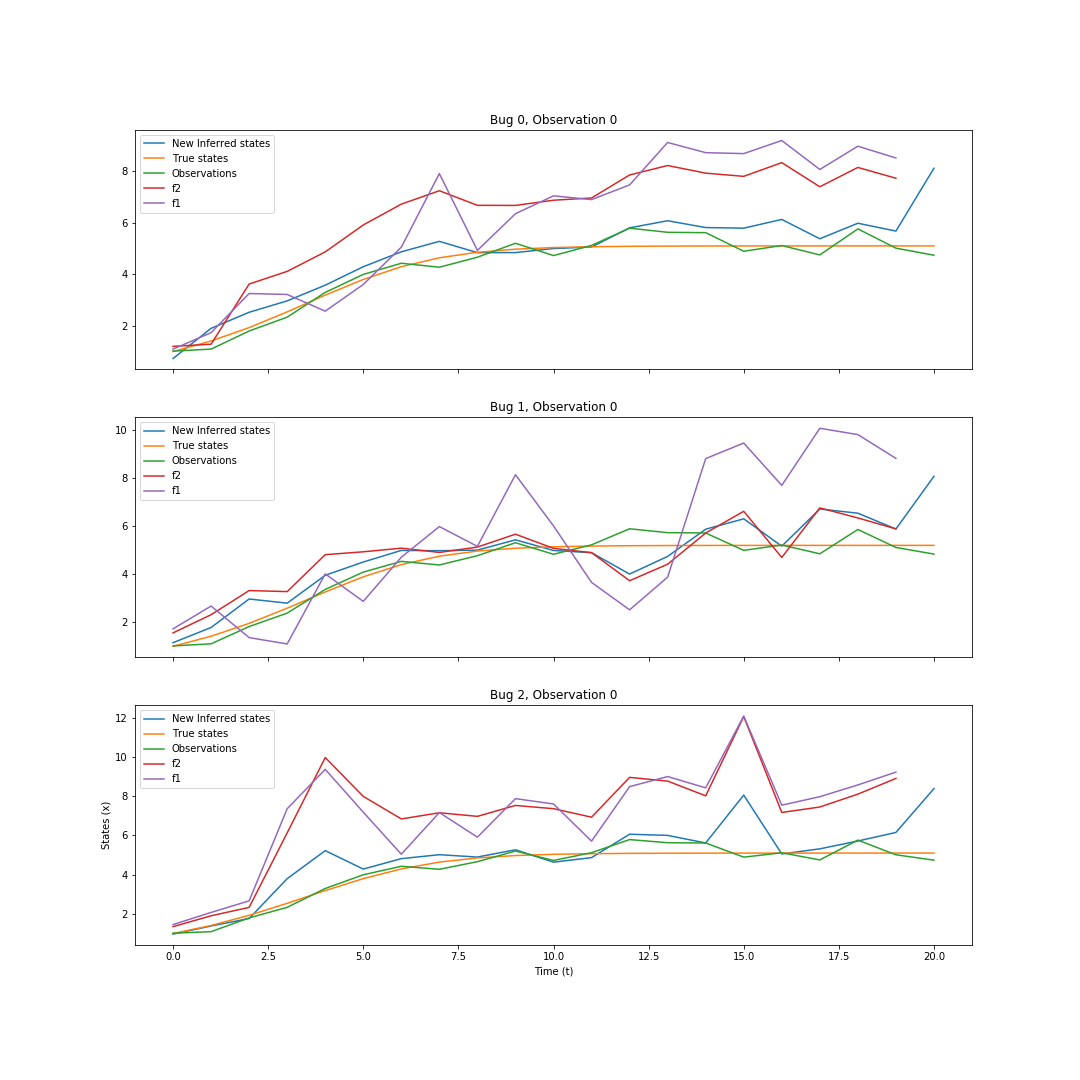 Bug 0, Observation 0
New Inferred states
True states
Observations
f2
f1
8
6
4
2
Bug 1, Observation 0
New Inferred states
True states
Observations
f2
f1
10
8
6
4
2
Bug 2, Observation 0
New Inferred states
True states
Observations
f2
f1
12
10
8
6
4
2
States (x)
0.0 2.5 5.0 7.5 10.0 12.5 15.0 17.5 20.0
Time (t)